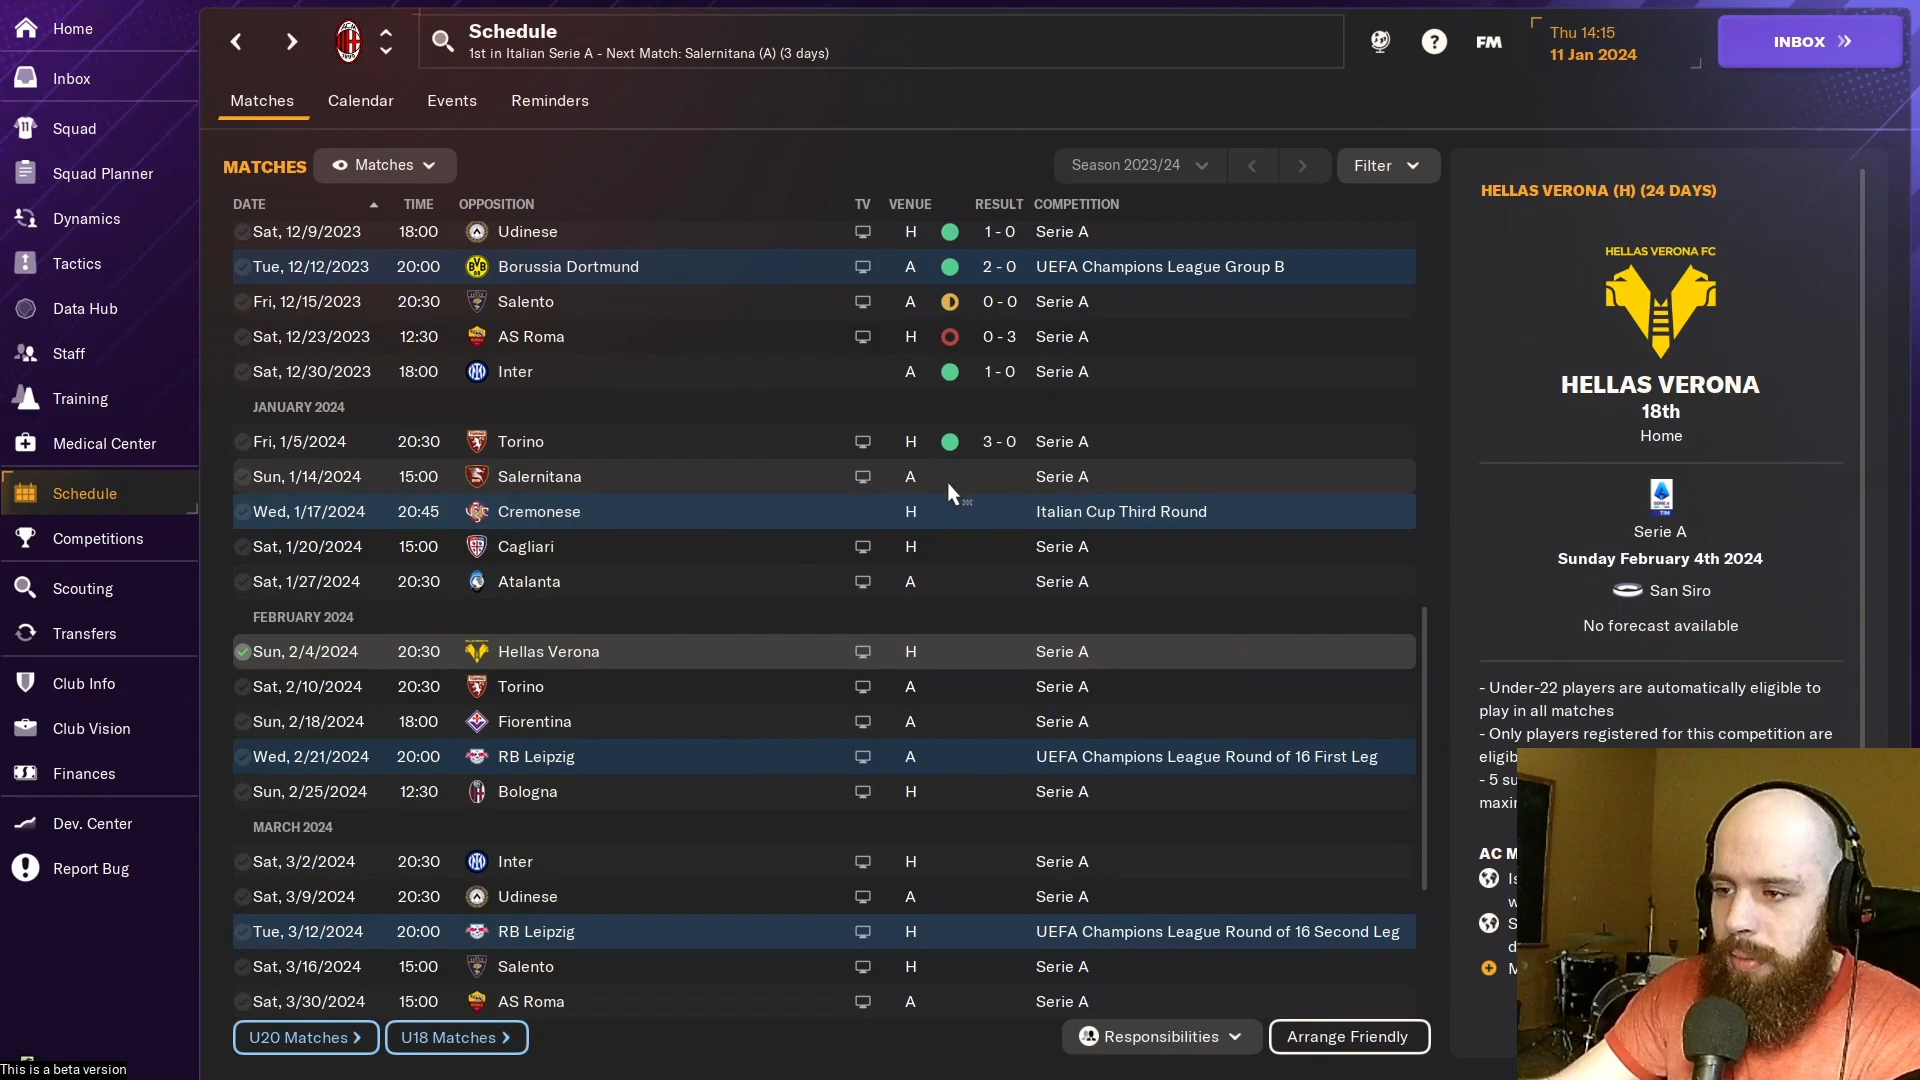 Home
Inbox
Squad
Squad Planner
Dynamics
Tactics
Data Hub
Staff
Training
Medical Center
Schedule
Competitions
Scouting
Transfers
Club Info
Club Vision
Finances
Dev. Center
Report Bug
This is a beta version
Schedule
1st in Italian Serie A - Next Match: Salernitana (A) (3 days)
? FM
Thu 14:15
11 Jan 2024
INBOX
Matches Calendar Events Reminders
MATCHES Matches Season 2023/24 Filter
DATE TIME OPPOSITION TV VENUE RESULT COMPETITION
Sat, 12/9/2023 18:00 Udinese H 1 - 0 Serie A
Tue, 12/12/2023 20:00 Borussia Dortmund A 2 - 0 UEFA Champions League Group B
Fri, 12/15/2023 20:30 Salento A 0 - 0 Serie A
Sat, 12/23/2023 12:30 AS Roma H 0 - 3 Serie A
Sat, 12/30/2023 18:00 Inter A 1 - 0 Serie A
JANUARY 2024
Fri, 1/5/2024 20:30 Torino H 3 - 0 Serie A
Sun, 1/14/2024 15:00 Salernitana A Serie A
Wed, 1/17/2024 20:45 Cremonese H Italian Cup Third Round
Sat, 1/20/2024 15:00 Cagliari H Serie A
Sat, 1/27/2024 20:30 Atalanta A Serie A
FEBRUARY 2024
Sun, 2/4/2024 20:30 Hellas Verona H Serie A
Sat, 2/10/2024 20:30 Torino A Serie A
Sun, 2/18/2024 18:00 Fiorentina A Serie A
Wed, 2/21/2024 20:00 RB Leipzig A UEFA Champions League Round of 16 First Leg
Sun, 2/25/2024 12:30 Bologna H Serie A
MARCH 2024
Sat, 3/2/2024 20:30 Inter H Serie A
Sat, 3/9/2024 20:30 Udinese A Serie A
Tue, 3/12/2024 20:00 RB Leipzig H UEFA Champions League Round of 16 Second Leg
Sat, 3/16/2024 15:00 Salento H Serie A
Sat, 3/30/2024 15:00 AS Roma A Serie A
U20 Matches U18 Matches Responsibilities Arrange Friendly
HELLAS VERONA (H) (24 DAYS)
HELLAS VERONA FC
HELLAS VERONA
18th
Home
Serie A
Sunday February 4th 2024
San Siro
No forecast available
- Under-22 players are automatically eligible to
play in all matches
- Only players registered for this competition are
eligib
- 5 su
maxi
AC M